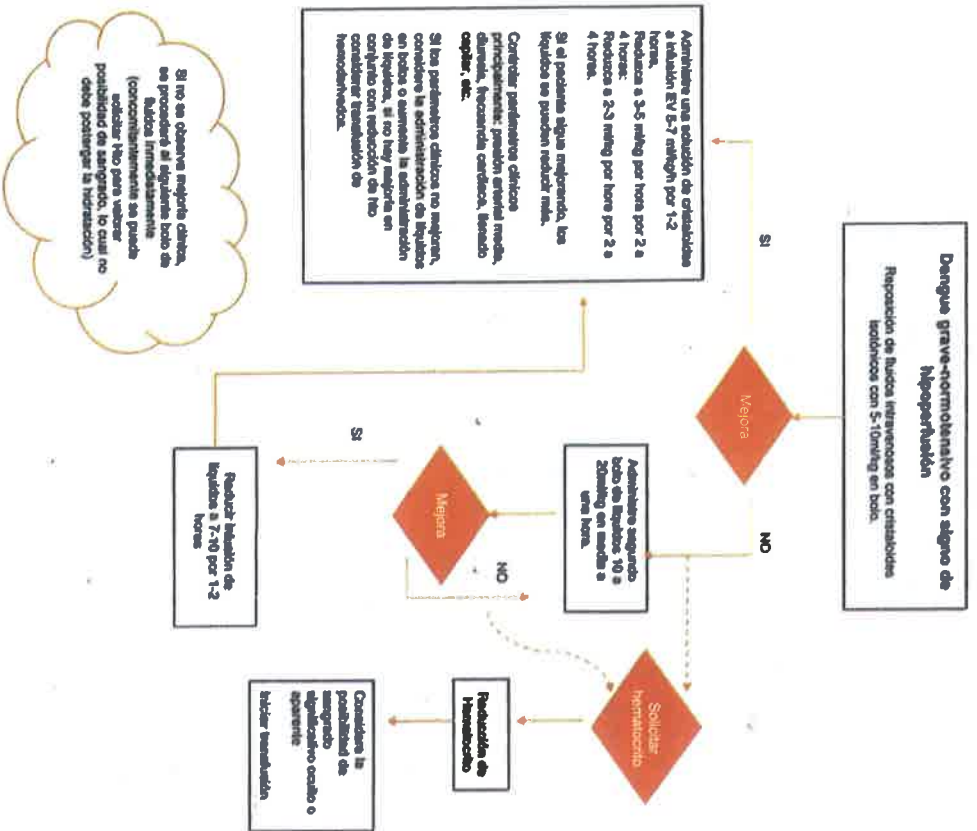 Dengue grave-normotensivo con signo de
hipoperfusión
Reposición de fluidos intravenosos con cristaloides
isotónicos con 5-10ml/kg en bolo.
Mejora
SI
NO
Administre una solución de cristaloides
a infusión EV 5-7 ml/kg/h por 1-2
hora,
Reduzca a 3-5 ml/kg por hora por 2 a
4 horas:
Reduzca a 2-3 ml/kg por hora por 2 a
4 horas.
Si el paciente sigue mejorando, los
líquidos se pueden reducir más.
Controlar parámetros clínicos
principalmente: presión arterial media,
diuresis, frecuencia cardiaca, llenado
capilar, etc.
Si los parámetros clínicos no mejoran,
considere la administración de líquidos
en bolios o aumente la administración
de líquidos, si no hay mejoría en
conjunto con reducción de hto
considerar transfusión de
hemoderivados.
Administre segundo
bolo de líquidos 10 a
20ml/kg en media a
una hora.
Solicitar
hematocrito
Mejora
NO
SI
Reducción de
Hematocrito
Reducir infusión de
líquidos a 7-10 por 1-2
horas
Considere la
posibilidad de
sangrado
significativo oculto o
aparente
Iniciar transfusión
Si no se observa mejoría clínica,
se procederá al siguiente bolo de
fluidos inmediatamente
(concomitantemente se puede
solicitar Hto para valorar
posibilidad de sangrado, lo cual no
debe postergar la hidratación)